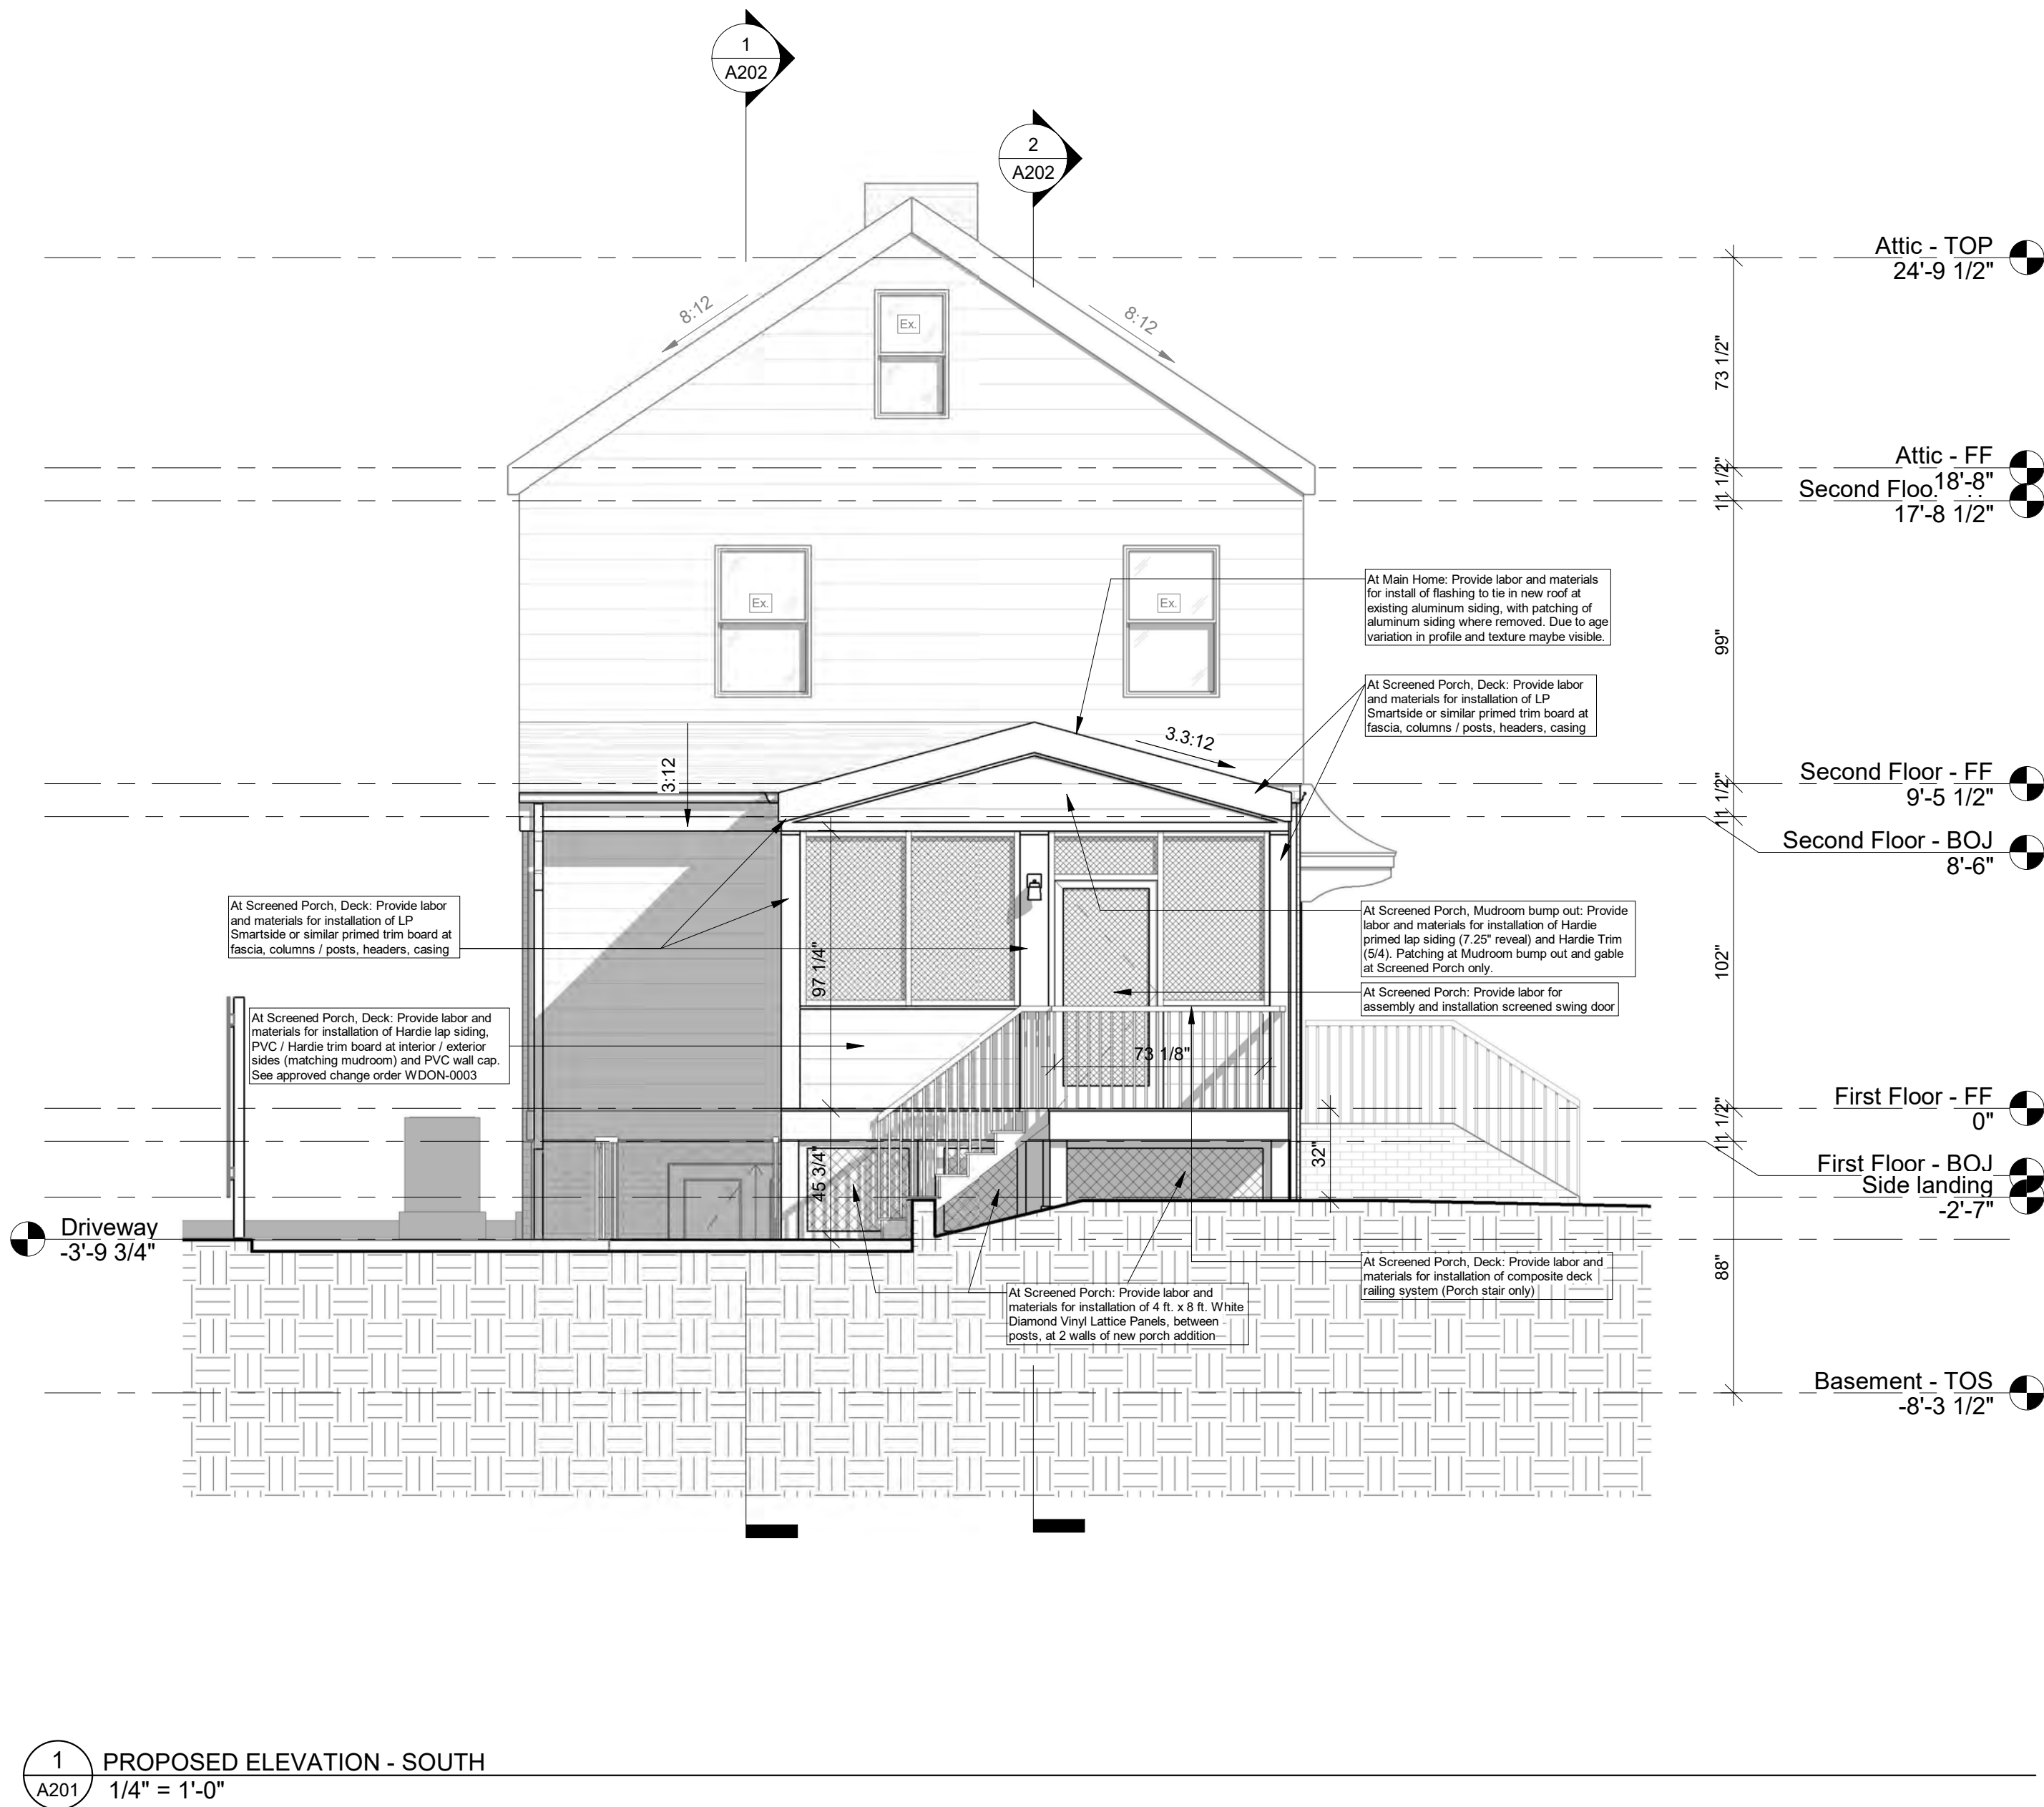 1
A202
2
A202
Attic - TOP
24'-9 1/2"
8:12
8:12
Ex.
73 1/2"
Attic - FF
18'-8"
11 1/2"
Second Floo
17'-8 1/2"
Ex.
Ex.
At Main Home: Provide labor and materials
for install of flashing to tie in new roof at
existing aluminum siding, with patching of
aluminum siding where removed. Due to age
variation in profile and texture maybe visible.
99"
At Screened Porch, Deck: Provide labor
and materials for installation of LP
Smartside or similar primed trim board at
fascia, columns / posts, headers, casing
3.3:12
3:12
Second Floor - FF
9'-5 1/2"
11 1/2"
Second Floor - BOJ
8'-6"
At Screened Porch, Deck: Provide labor
and materials for installation of LP
Smartside or similar primed trim board at
fascia, columns / posts, headers, casing
97 1/4"
At Screened Porch, Mudroom bump out: Provide
labor and materials for installation of Hardie
primed lap siding (7.25" reveal) and Hardie Trim
(5/4). Patching at Mudroom bump out and gable
at Screened Porch only.
102"
At Screened Porch: Provide labor for
assembly and installation screened swing door
At Screened Porch, Deck: Provide labor and
materials for installation of Hardie lap siding,
PVC / Hardie trim board at interior / exterior
sides (matching mudroom) and PVC wall cap.
See approved change order WDON-0003
73 1/8"
First Floor - FF
0"
11 1/2"
45 3/4"
32"
First Floor - BOJ
Side landing
-2'-7"
Driveway
-3'-9 3/4"
At Screened Porch, Deck: Provide labor and
materials for installation of composite deck
railing system (Porch stair only)
88"
At Screened Porch: Provide labor and
materials for installation of 4 ft. x 8 ft. White
Diamond Vinyl Lattice Panels, between
posts, at 2 walls of new porch addition
Basement - TOS
-8'-3 1/2"
1
A201
PROPOSED ELEVATION - SOUTH
1/4" = 1'-0"